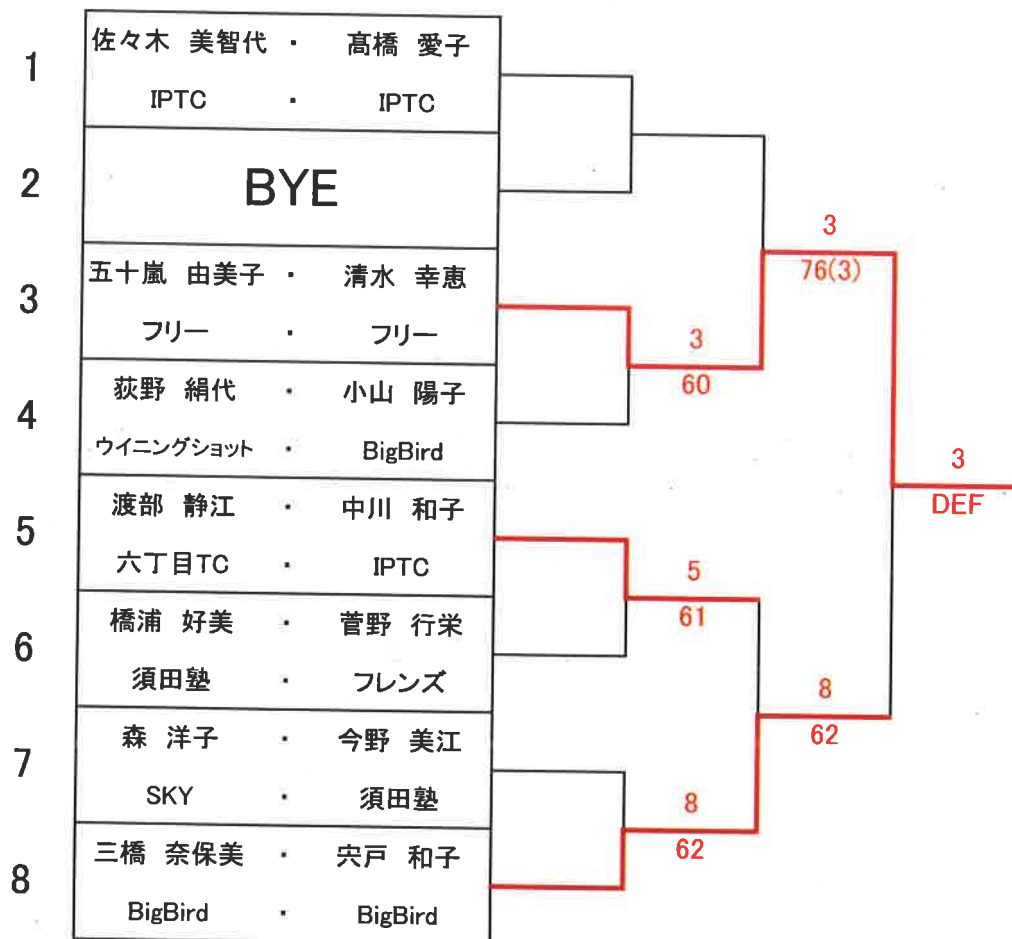 1
佐々木 美智代 ・ 髙橋 愛子
IPTC ・ IPTC
2
BYE
3
五十嵐 由美子 ・ 清水 幸恵
フリー ・ フリー
4
荻野 絹代 ・ 小山 陽子
ウイニングショット ・ BigBird
5
渡部 静江 ・ 中川 和子
六丁目TC ・ IPTC
6
橋浦 好美 ・ 菅野 行栄
須田塾 ・ フレンズ
7
森 洋子 ・ 今野 美江
SKY ・ 須田塾
8
三橋 奈保美 ・ 宍戸 和子
BigBird ・ BigBird
3
60
5
61
8
62
3
76(3)
8
62
3
DEF